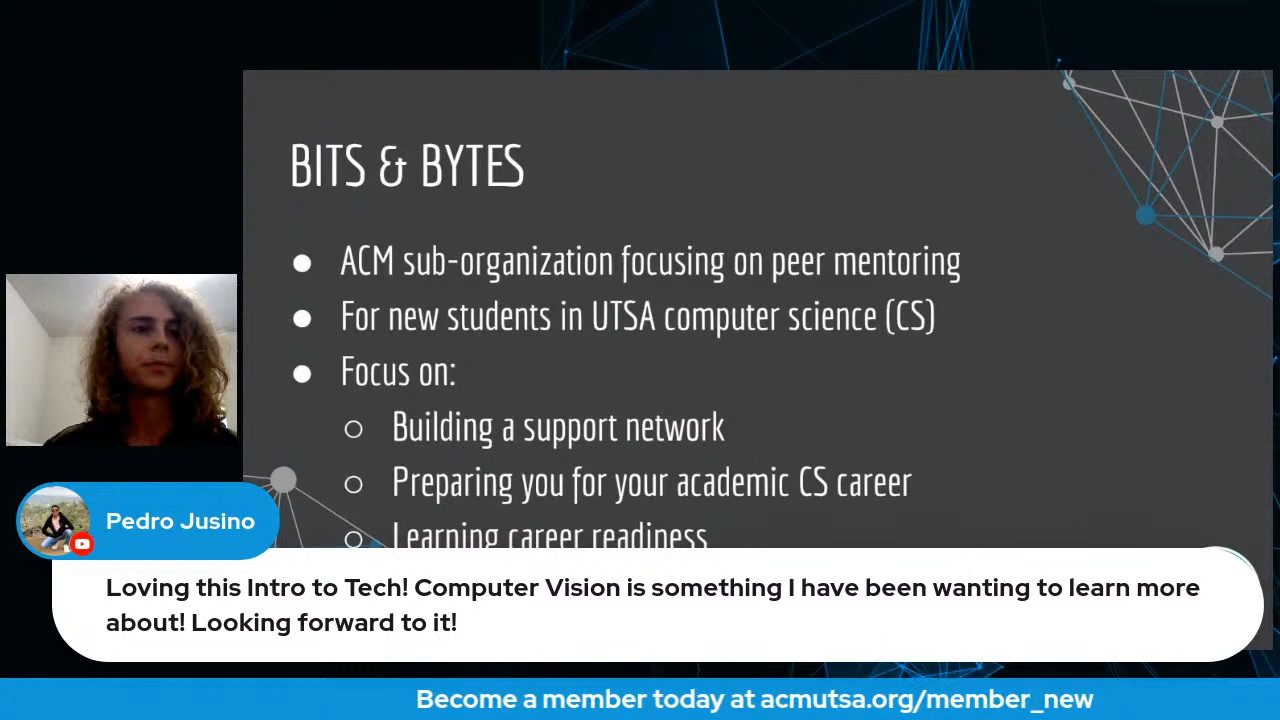 BITS & BYTES
ACM sub-organization focusing on peer mentoring
For new students in UTSA computer science (CS)
Focus on:
Building a support network
Preparing you for your academic CS career
Learning career readiness
Pedro Jusino
Loving this Intro to Tech! Computer Vision is something I have been wanting to learn more
about! Looking forward to it!
Become a member today at acmutsa.org/member_new